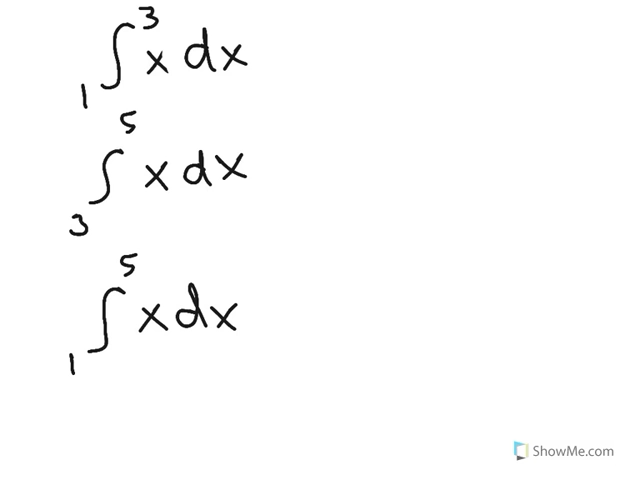 ∫₁³ x dx
∫₃⁵ x dx
∫₁⁵ x dx
ShowMe.com